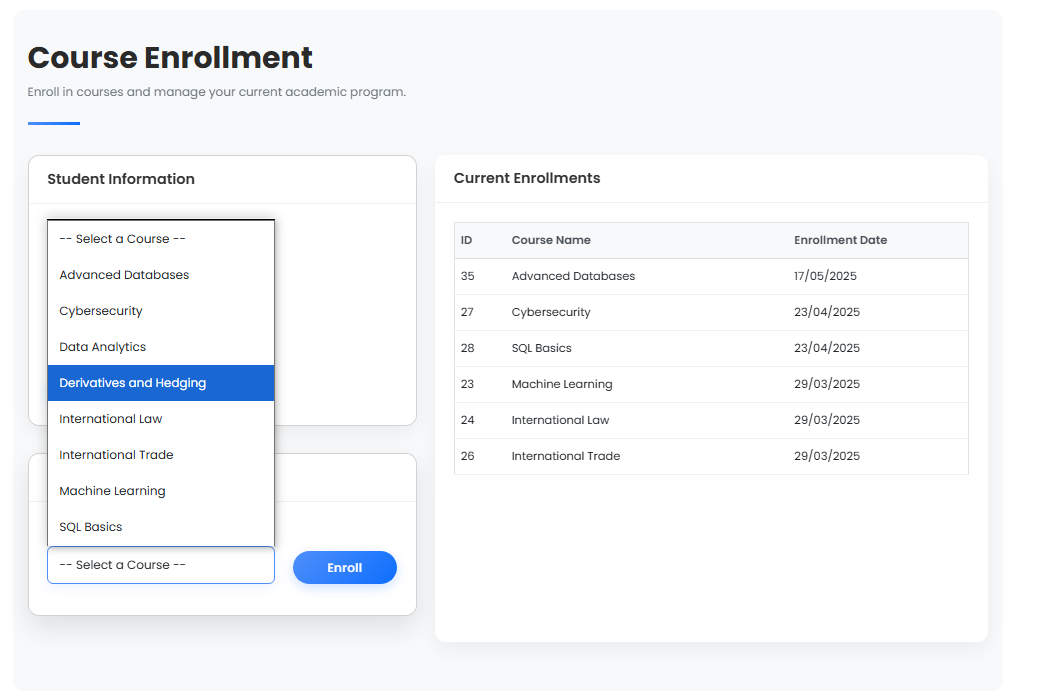 Course Enrollment
Enroll in courses and manage your current academic program.
Student Information
-- Select a Course --
Advanced Databases
Cybersecurity
Data Analytics
Derivatives and Hedging
International Law
International Trade
Machine Learning
SQL Basics
-- Select a Course --
Enroll
Current Enrollments
ID Course Name Enrollment Date
35 Advanced Databases 17/05/2025
27 Cybersecurity 23/04/2025
28 SQL Basics 23/04/2025
23 Machine Learning 29/03/2025
24 International Law 29/03/2025
26 International Trade 29/03/2025